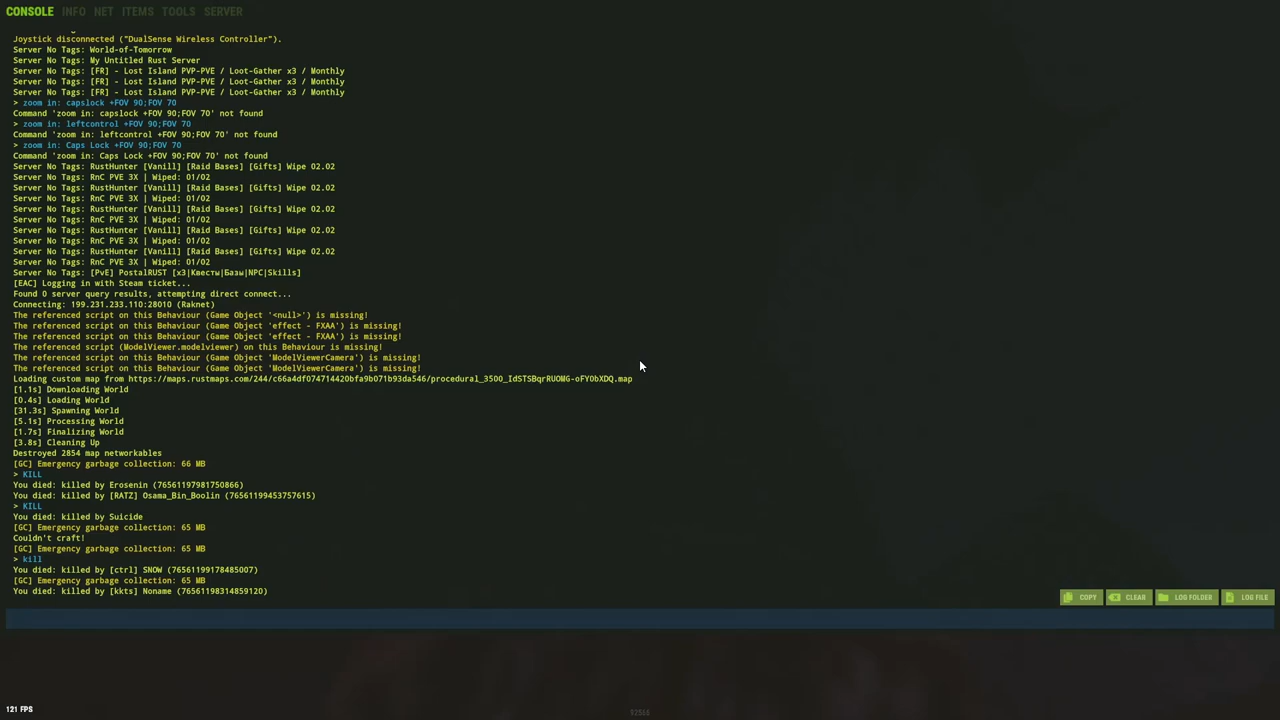 CONSOLE INFO NET ITEMS TOOLS SERVER
Joystick disconnected ("DualSense Wireless Controller").
Server No Tags: World-of-Tomorrow
Server No Tags: My Untitled Rust Server
Server No Tags: [FR] - Lost Island PVP-PVE / Loot-Gather x3 / Monthly
Server No Tags: [FR] - Lost Island PVP-PVE / Loot-Gather x3 / Monthly
Server No Tags: [FR] - Lost Island PVP-PVE / Loot-Gather x3 / Monthly
> zoom in: capslock +FOV 90;FOV 70
Command 'zoom in: capslock +FOV 90;FOV 70' not found
> zoom in: leftcontrol +FOV 90;FOV 70
Command 'zoom in: leftcontrol +FOV 90;FOV 70' not found
> zoom in: Caps Lock +FOV 90;FOV 70
Command 'zoom in: Caps Lock +FOV 90;FOV 70' not found
Server No Tags: RustHunter [Vanill] [Raid Bases] [Gifts] Wipe 02.02
Server No Tags: RnC PVE 3X | Wiped: 01/02
Server No Tags: RustHunter [Vanill] [Raid Bases] [Gifts] Wipe 02.02
Server No Tags: RnC PVE 3X | Wiped: 01/02
Server No Tags: RustHunter [Vanill] [Raid Bases] [Gifts] Wipe 02.02
Server No Tags: RnC PVE 3X | Wiped: 01/02
Server No Tags: RustHunter [Vanill] [Raid Bases] [Gifts] Wipe 02.02
Server No Tags: RnC PVE 3X | Wiped: 01/02
Server No Tags: RustHunter [Vanill] [Raid Bases] [Gifts] Wipe 02.02
Server No Tags: RnC PVE 3X | Wiped: 01/02
Server No Tags: [PvE] PostalRUST [x3|Квесты|Базы|NPC|Skills]
[EAC] Logging in with Steam ticket...
Found 0 server query results, attempting direct connect...
Connecting: 199.231.233.110:28010 (Raknet)
The referenced script on this Behaviour (Game Object '<null>') is missing!
The referenced script on this Behaviour (Game Object 'effect - FXAA') is missing!
The referenced script on this Behaviour (Game Object 'effect - FXAA') is missing!
The referenced script (ModelViewer.modelviewer) on this Behaviour is missing!
The referenced script on this Behaviour (Game Object 'ModelViewerCamera') is missing!
The referenced script on this Behaviour (Game Object 'ModelViewerCamera') is missing!
Loading custom map from https://maps.rustmaps.com/244/c66a4df074714420bfa9b071b93da546/procedural_3500_IdSTSBqrRUOMG-oFY0bXDQ.map
[1.1s] Downloading World
[0.4s] Loading World
[31.3s] Spawning World
[5.1s] Processing World
[1.7s] Finalizing World
[3.8s] Cleaning Up
Destroyed 2854 map networkables
[GC] Emergency garbage collection: 66 MB
> KILL
You died: killed by Erosenin (76561197981750866)
You died: killed by [RATZ] Osama_Bin_Boolin (76561199453757615)
> KILL
You died: killed by Suicide
[GC] Emergency garbage collection: 65 MB
Couldn't craft!
[GC] Emergency garbage collection: 65 MB
> kill
You died: killed by [ctrl] SNOW (76561199178485007)
[GC] Emergency garbage collection: 65 MB
You died: killed by [kkts] Noname (76561198314859120)
COPY CLEAR LOG FOLDER LOG FILE
121 FPS